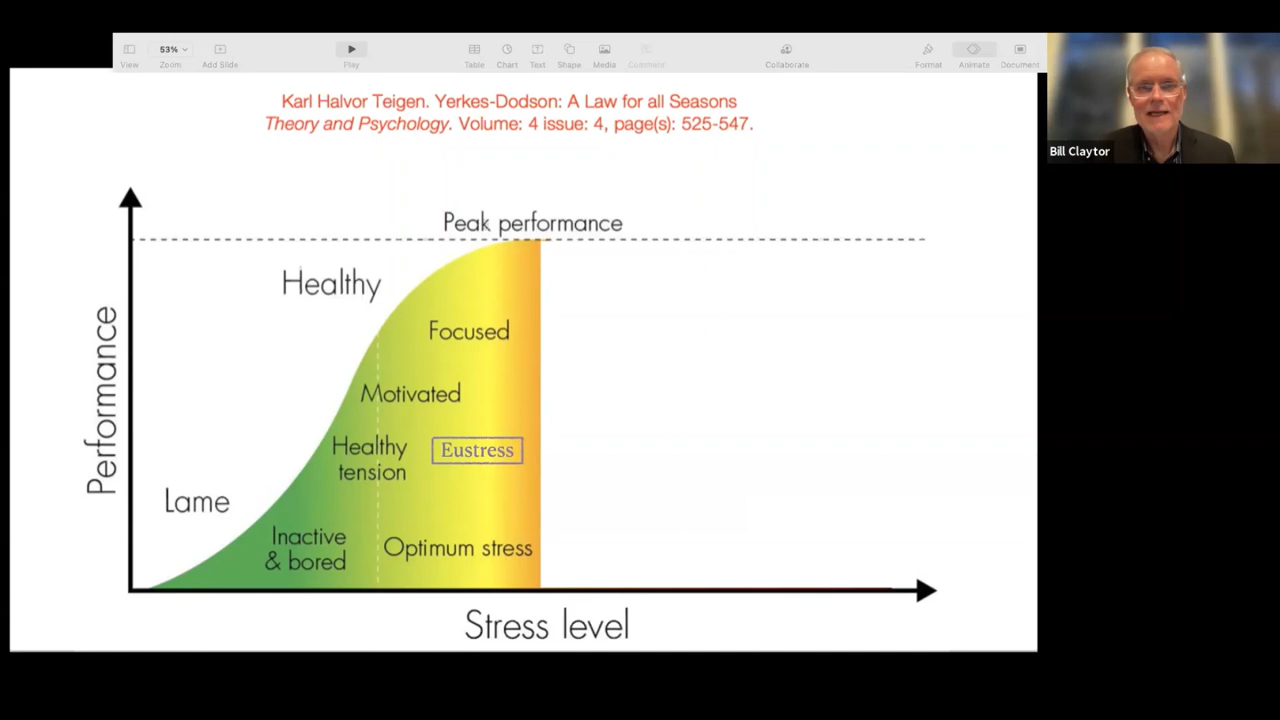 53%
View
Zoom
Add Slide
Play
Table
Chart
Text
Shape
Media
Comment
Collaborate
Format
Animate
Document
Bill Claytor
Karl Halvor Teigen. Yerkes-Dodson: A Law for all Seasons
Theory and Psychology. Volume: 4 issue: 4, page(s): 525-547.
Peak performance
Healthy
Focused
Motivated
Healthy
tension
Eustress
Lame
Inactive
& bored
Optimum stress
Performance
Stress level